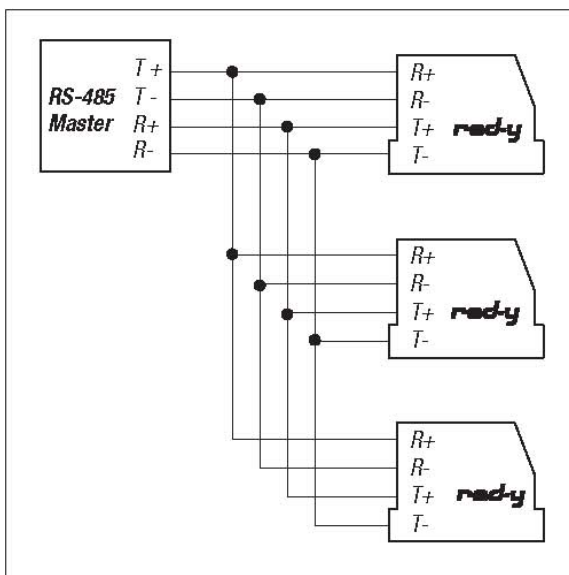 RS-485
Master
T+
T-
R+
R-
R+
R-
T+
T-
red-y
R+
R-
T+
T-
red-y
R+
R-
T+
T-
red-y